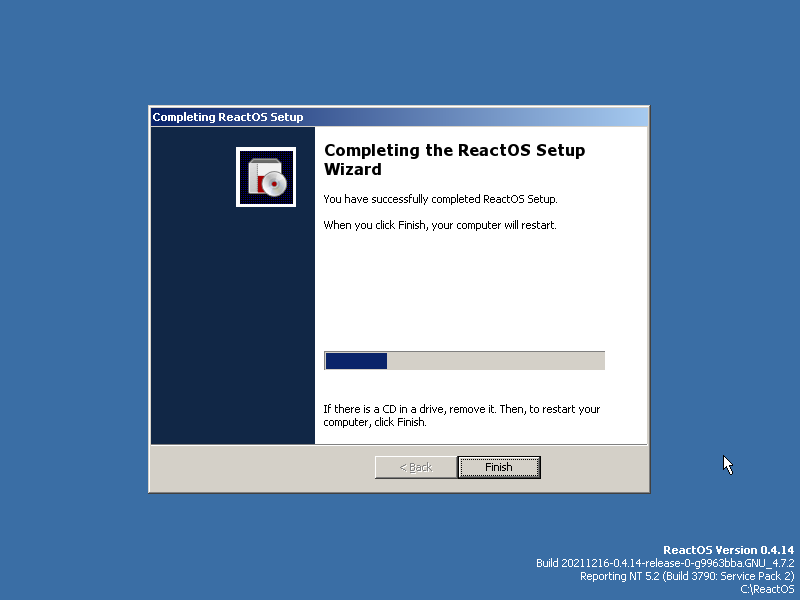 Completing ReactOS Setup
Completing the ReactOS Setup
Wizard
You have successfully completed ReactOS Setup.
When you click Finish, your computer will restart.
If there is a CD in a drive, remove it. Then, to restart your
computer, click Finish.
< Back
Finish
ReactOS Version 0.4.14
Build 20211216-0.4.14-release-0-g9963bba.GNU_4.7.2
Reporting NT 5.2 (Build 3790: Service Pack 2)
C:\ReactOS